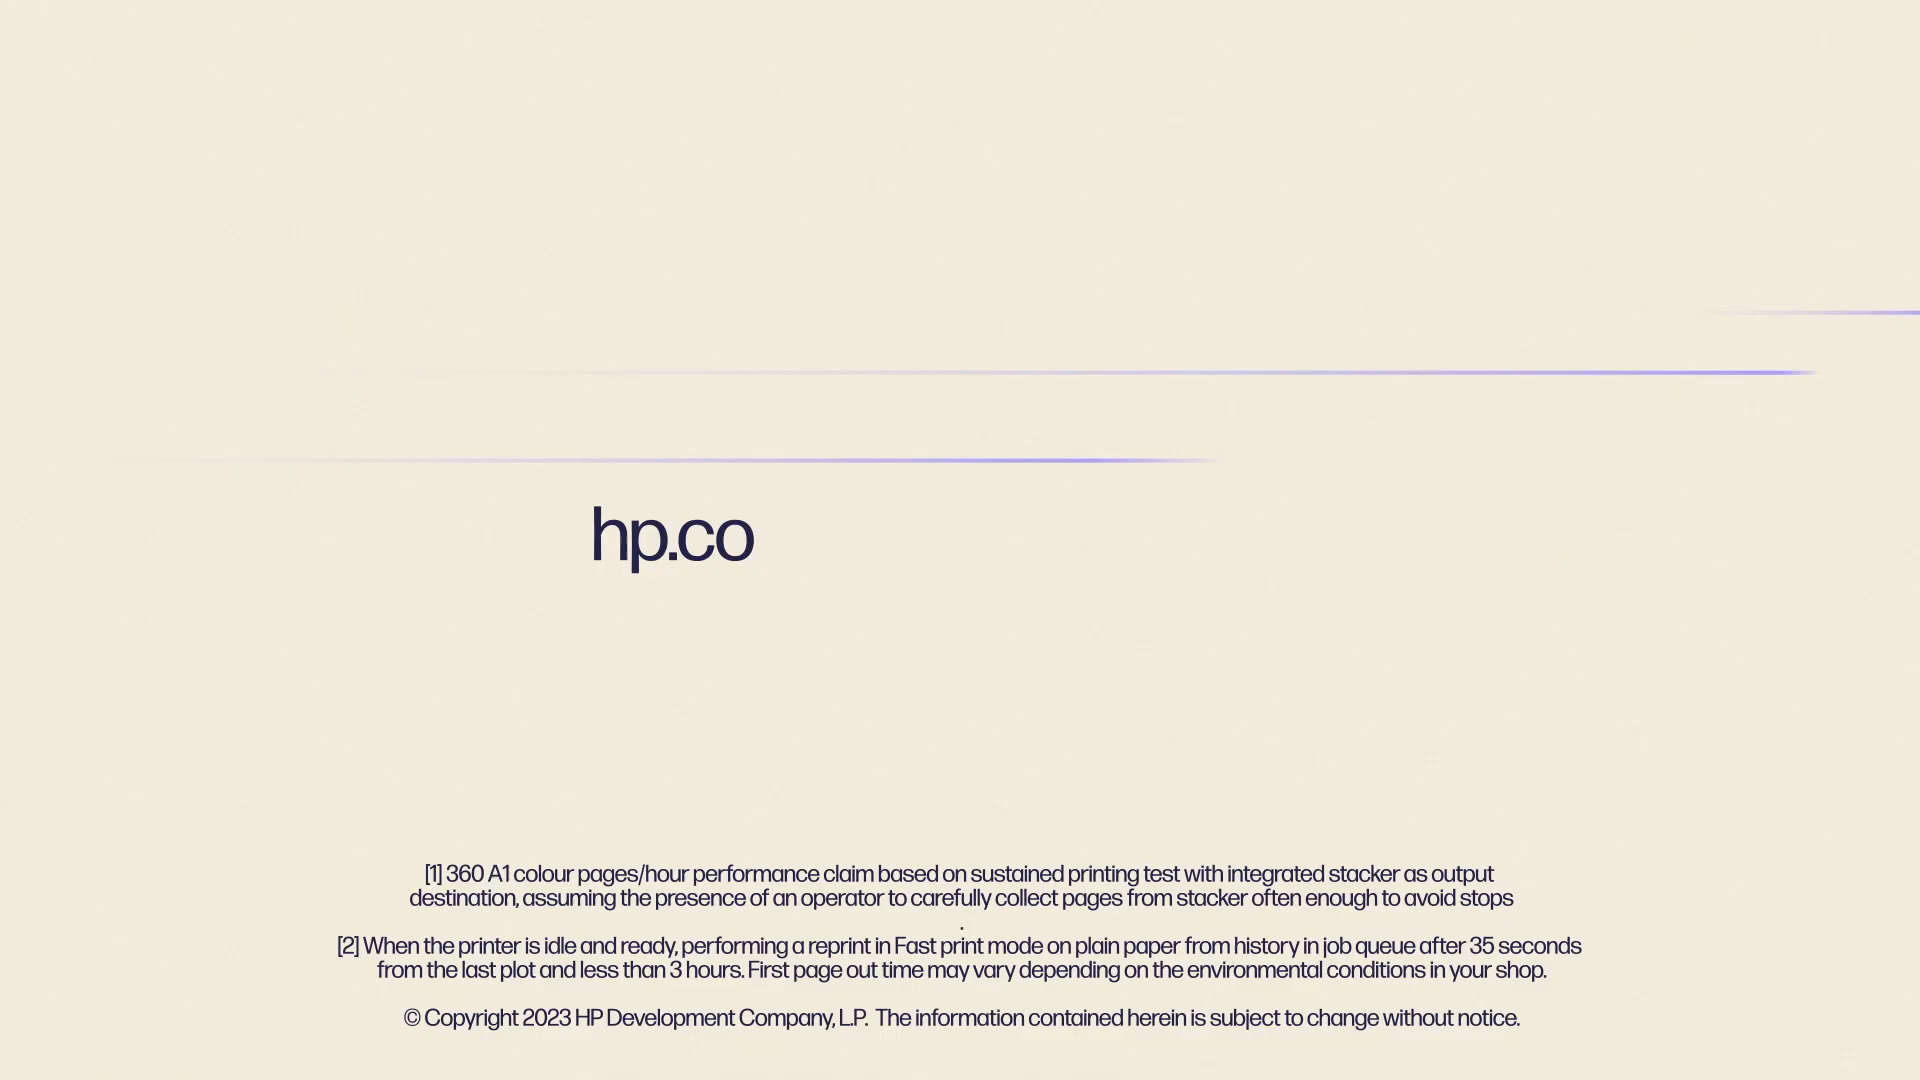 hp.co
[1] 360 A1 colour pages/hour performance claim based on sustained printing test with integrated stacker as output
destination, assuming the presence of an operator to carefully collect pages from stacker often enough to avoid stops
.
[2] When the printer is idle and ready, performing a reprint in Fast print mode on plain paper from history in job queue after 35 seconds
from the last plot and less than 3 hours. First page out time may vary depending on the environmental conditions in your shop.
© Copyright 2023 HP Development Company, L.P. The information contained herein is subject to change without notice.